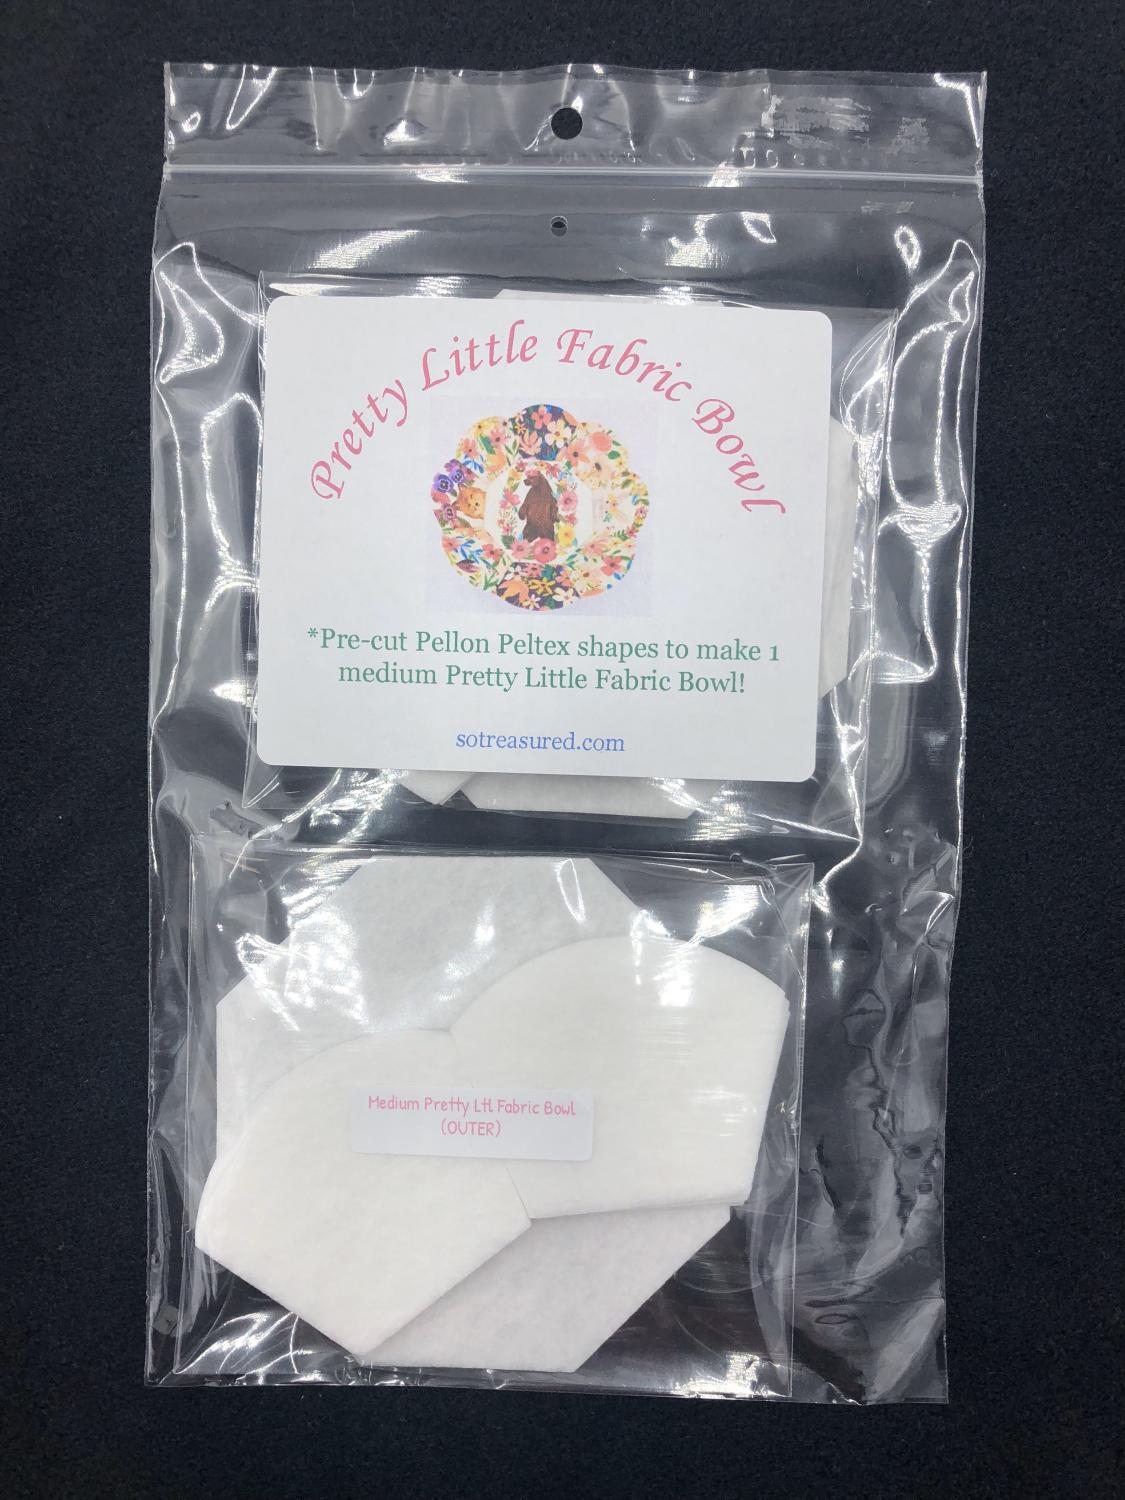 Pretty Little Fabric Bowl
*Pre-cut Pellon Peltex shapes to make 1
medium Pretty Little Fabric Bowl!
sotreasured.com
Medium Pretty Ltl Fabric Bowl
(OUTER)